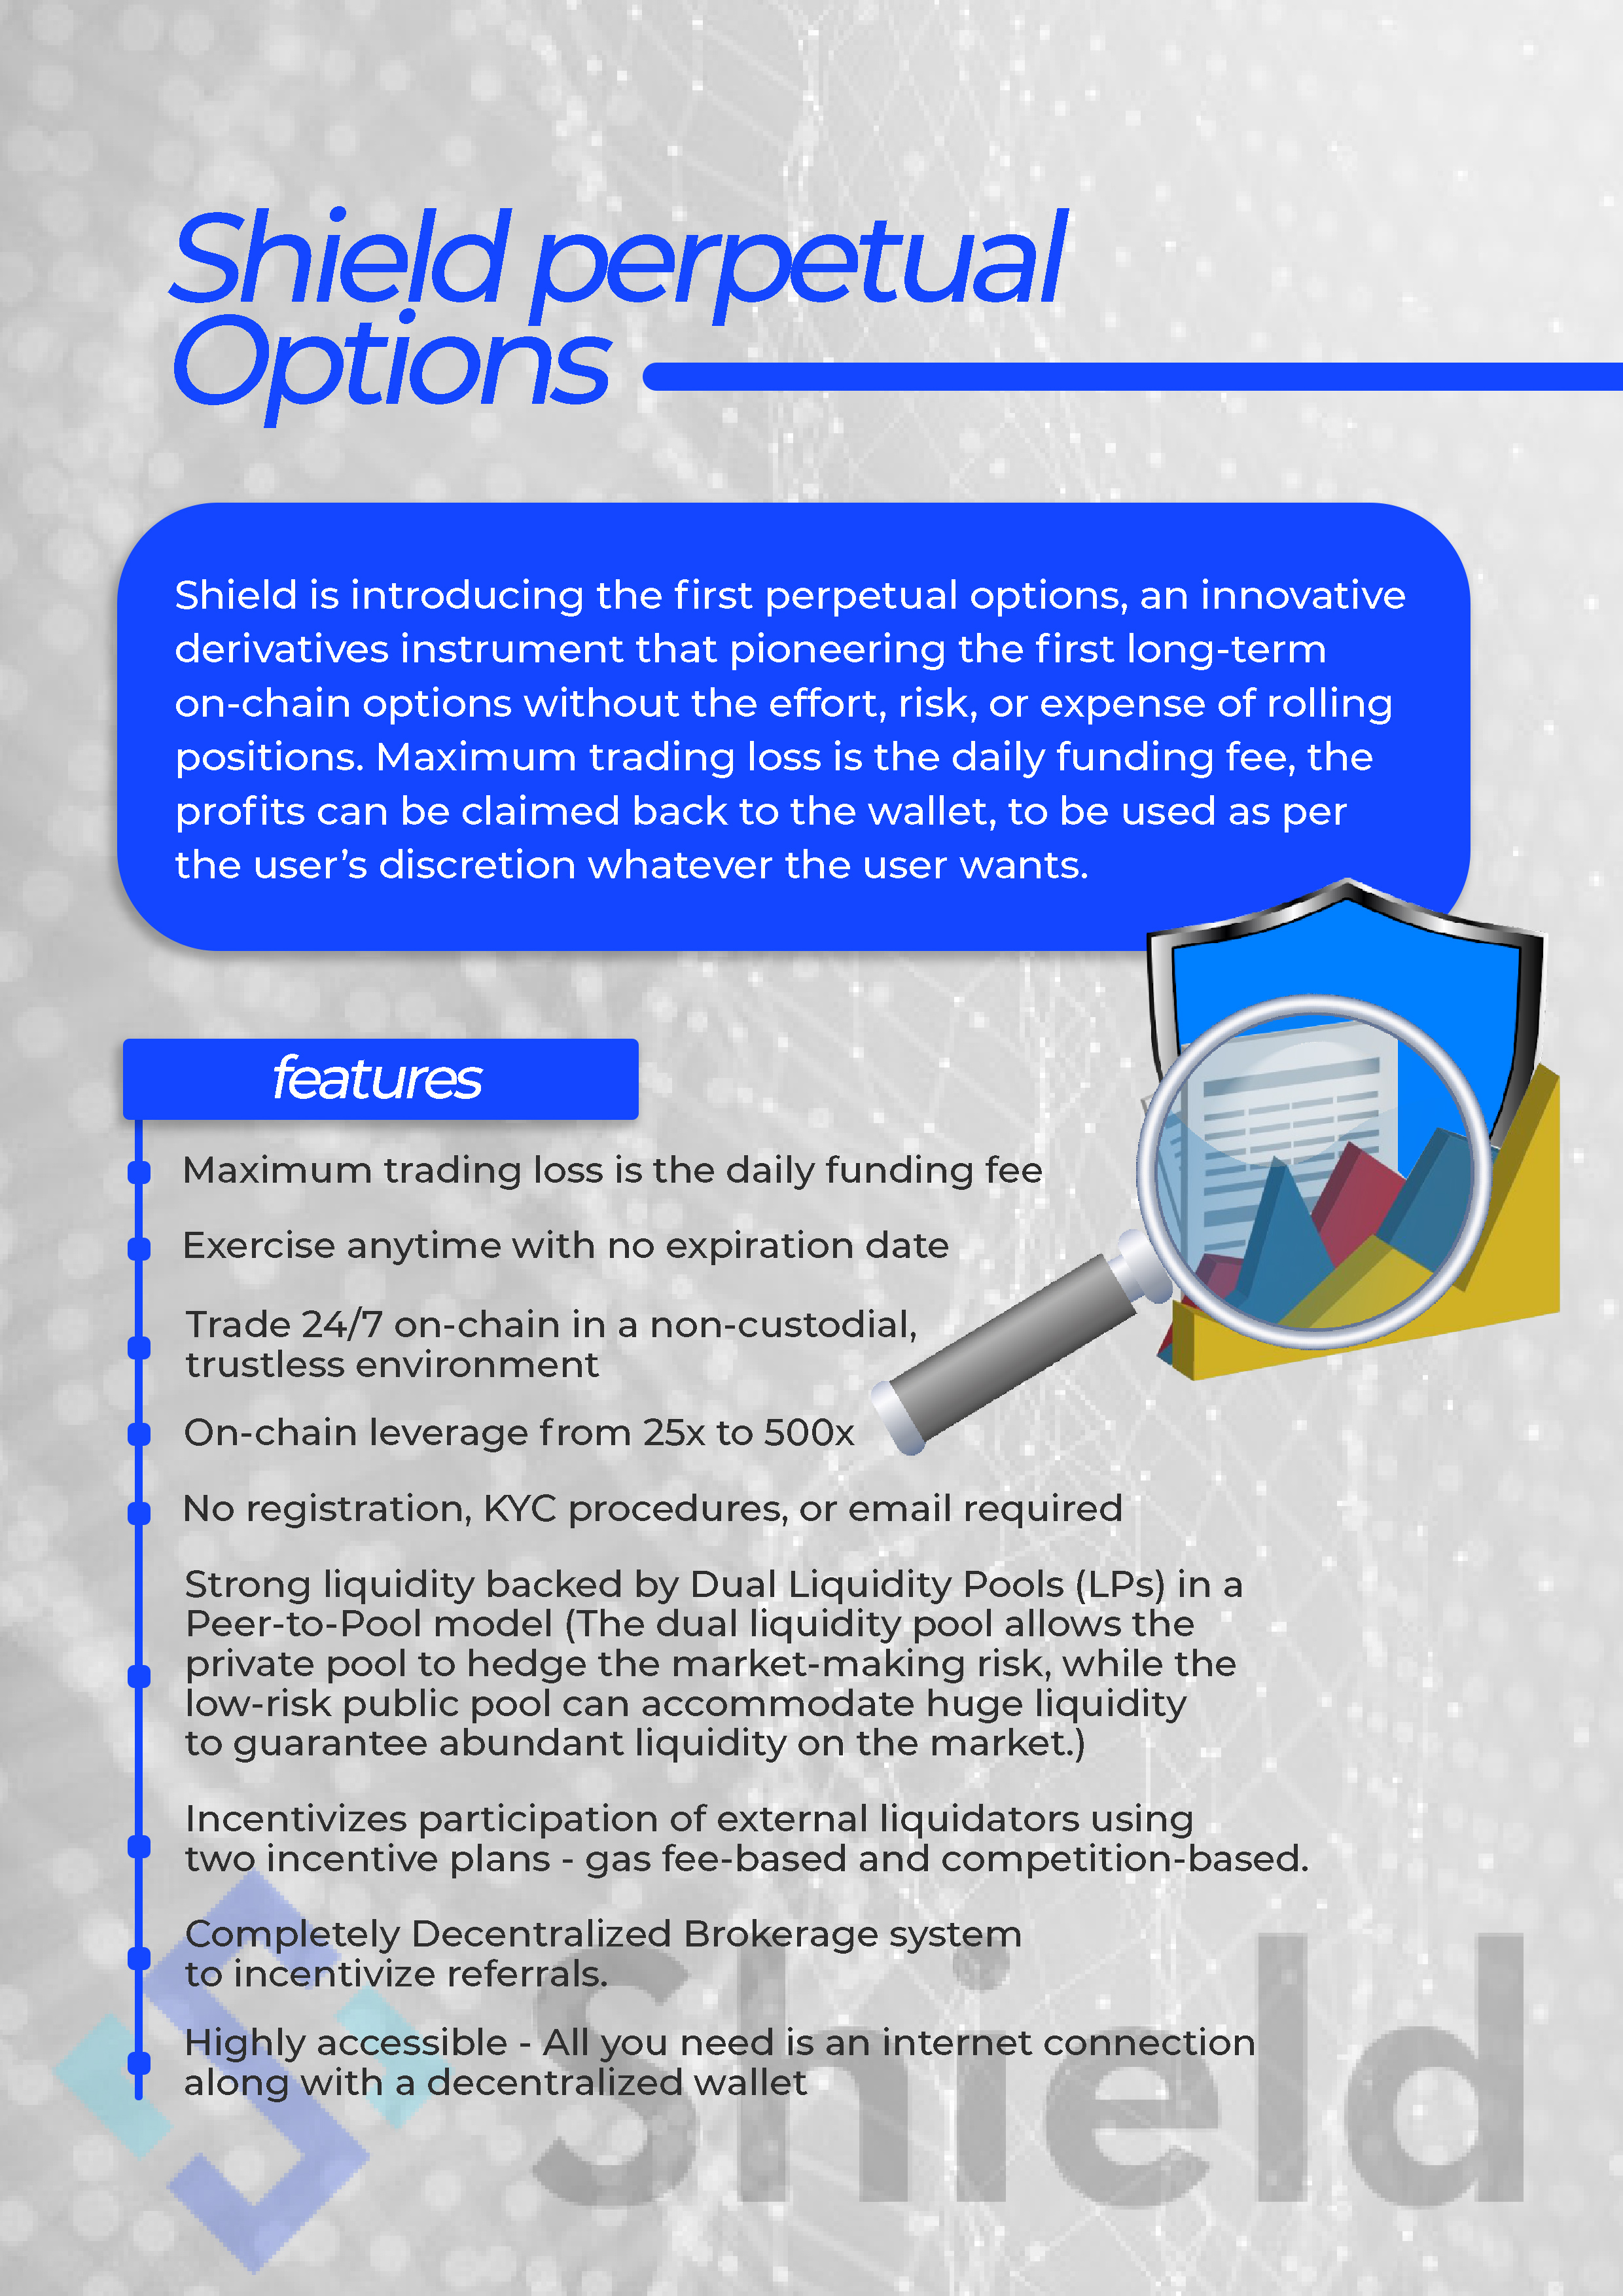 Shield perpetual
Options
Shield is introducing the first perpetual options, an innovative
derivatives instrument that pioneering the first long-term
on-chain options without the effort, risk, or expense of rolling
positions. Maximum trading loss is the daily funding fee, the
profits can be claimed back to the wallet, to be used as per
the user’s discretion whatever the user wants.
features
Maximum trading loss is the daily funding fee
Exercise anytime with no expiration date
Trade 24/7 on-chain in a non-custodial,
trustless environment
On-chain leverage from 25x to 500x
No registration, KYC procedures, or email required
Strong liquidity backed by Dual Liquidity Pools (LPs) in a
Peer-to-Pool model (The dual liquidity pool allows the
private pool to hedge the market-making risk, while the
low-risk public pool can accommodate huge liquidity
to guarantee abundant liquidity on the market.)
Incentivizes participation of external liquidators using
two incentive plans - gas fee-based and competition-based.
Completely Decentralized Brokerage system
to incentivize referrals.
Highly accessible - All you need is an internet connection
along with a decentralized wallet
Shield